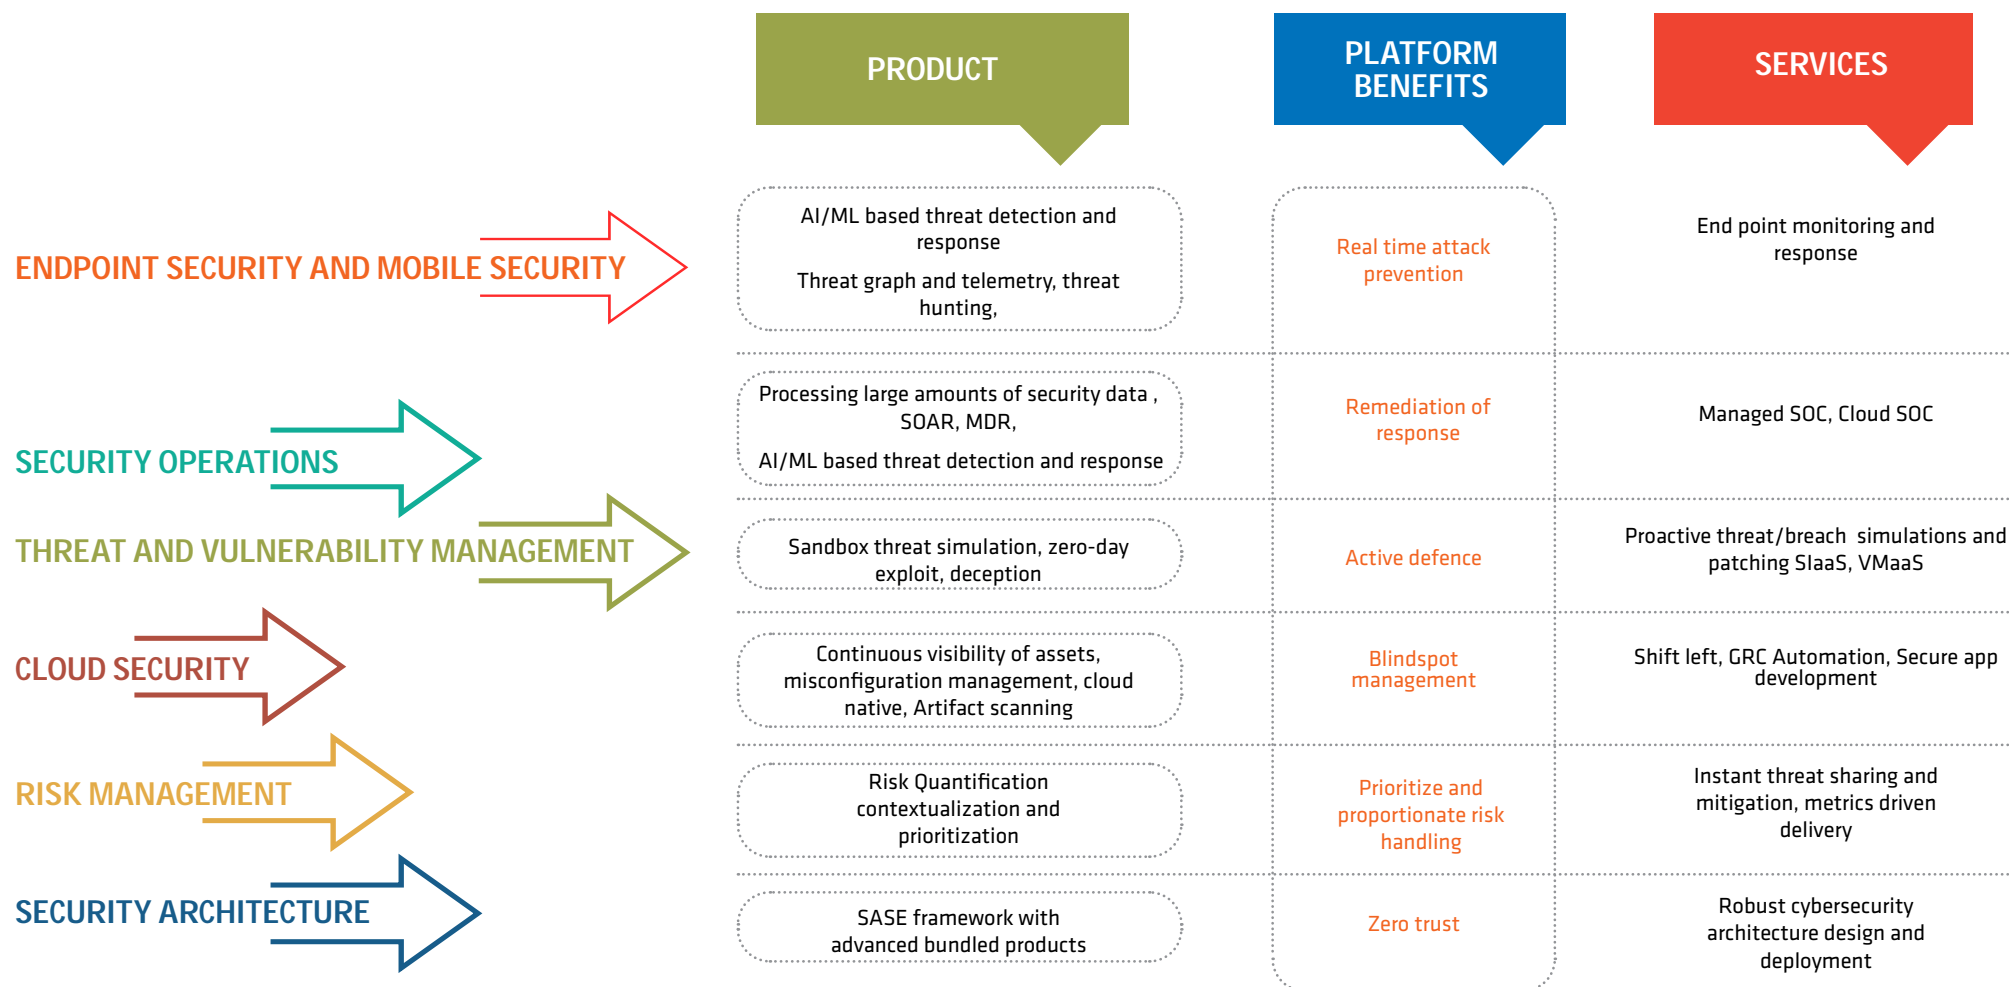 PRODUCT
PLATFORM
BENEFITS
SERVICES
ENDPOINT SECURITY AND MOBILE SECURITY
AI/ML based threat detection and
response
Threat graph and telemetry, threat
hunting,
Real time attack
prevention
End point monitoring and
response
SECURITY OPERATIONS
Processing large amounts of security data ,
SOAR, MDR,
AI/ML based threat detection and response
Remediation of
response
Managed SOC, Cloud SOC
THREAT AND VULNERABILITY MANAGEMENT
Sandbox threat simulation, zero-day
exploit, deception
Active defence
Proactive threat/breach simulations and
patching SIaaS, VMaaS
CLOUD SECURITY
Continuous visibility of assets,
misconfiguration management, cloud
native, Artifact scanning
Blindspot
management
Shift left, GRC Automation, Secure app
development
RISK MANAGEMENT
Risk Quantification
contextualization and
prioritization
Prioritize and
proportionate risk
handling
Instant threat sharing and
mitigation, metrics driven
delivery
SECURITY ARCHITECTURE
SASE framework with
advanced bundled products
Zero trust
Robust cybersecurity
architecture design and
deployment